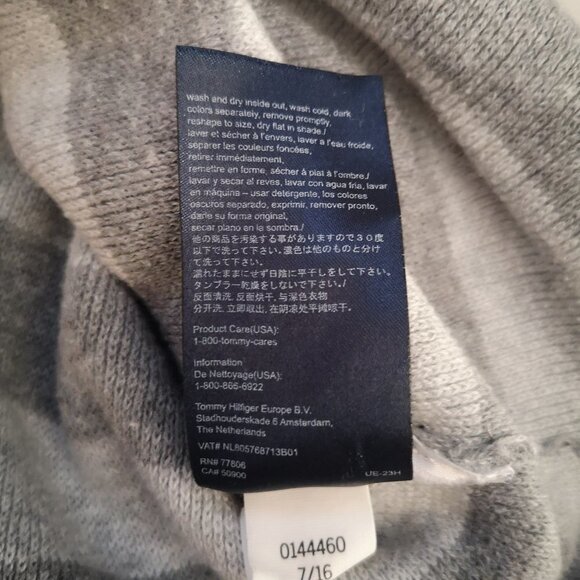 wash and dry inside out, wash cold, dark
colors separately, remove promptly,
reshape to size, dry flat in shade./
laver et sécher à l'envers, laver a l'eau froide,
séparer les couleurs foncées,
retirer immédiatement,
remettre en forme, sécher à plat à l'ombre./
lavar y secar al reves, lavar con agua fria, lavar
en máquina – usar detergente, los colores
oscuros separado, exprimir, remover pronto,
darle su forma original,
secar plano en la sombra./
他の商品を汚染する事がありますので30度
以下で洗って下さい。濃色は他のものと分け
て洗って下さい。
濡れたままにせず日陰に平干しをして下さい。
タンブラー乾燥をしないで下さい。/
反面清洗、反面烘干、与深色衣物
分开洗、立即取出、在阴凉处平摊晾干。
Product Care(USA):
1-800-tommy-cares
Information
De Nettoyage(USA):
1-800-866-6922
Tommy Hilfiger Europe B.V.
Stadhouderskade 6 Amsterdam,
The Netherlands
VAT# NL805768713B01
RN# 77806
CA# 50900
UE-23H
0144460
7/16